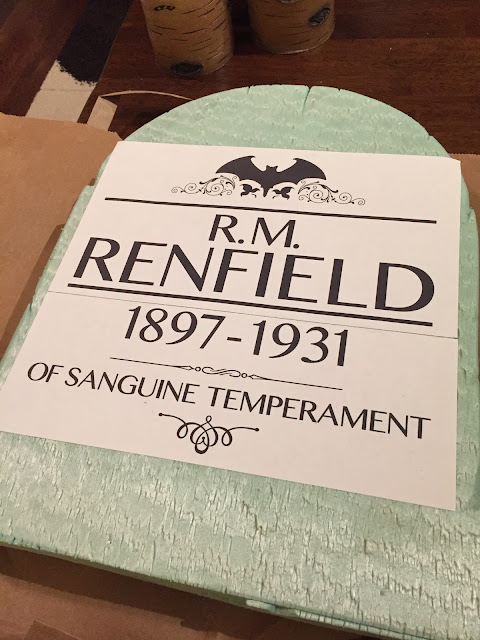 R.M.
RENFIELD
1897-1931
OF SANGUINE TEMPERAMENT